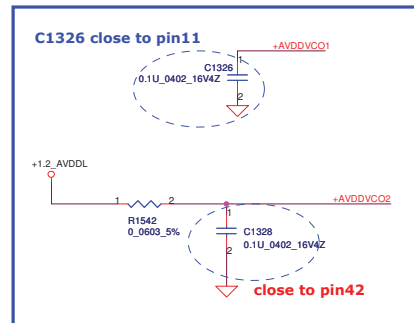 C1326 close to pin11
+AVDDVCO1
1
C1326
0.1U_0402_16V4Z
2
+1.2_AVDDL
+AVDDVCO2
1 2
1
R1542
0_0603_5%
C1328
0.1U_0402_16V4Z
2
close to pin42